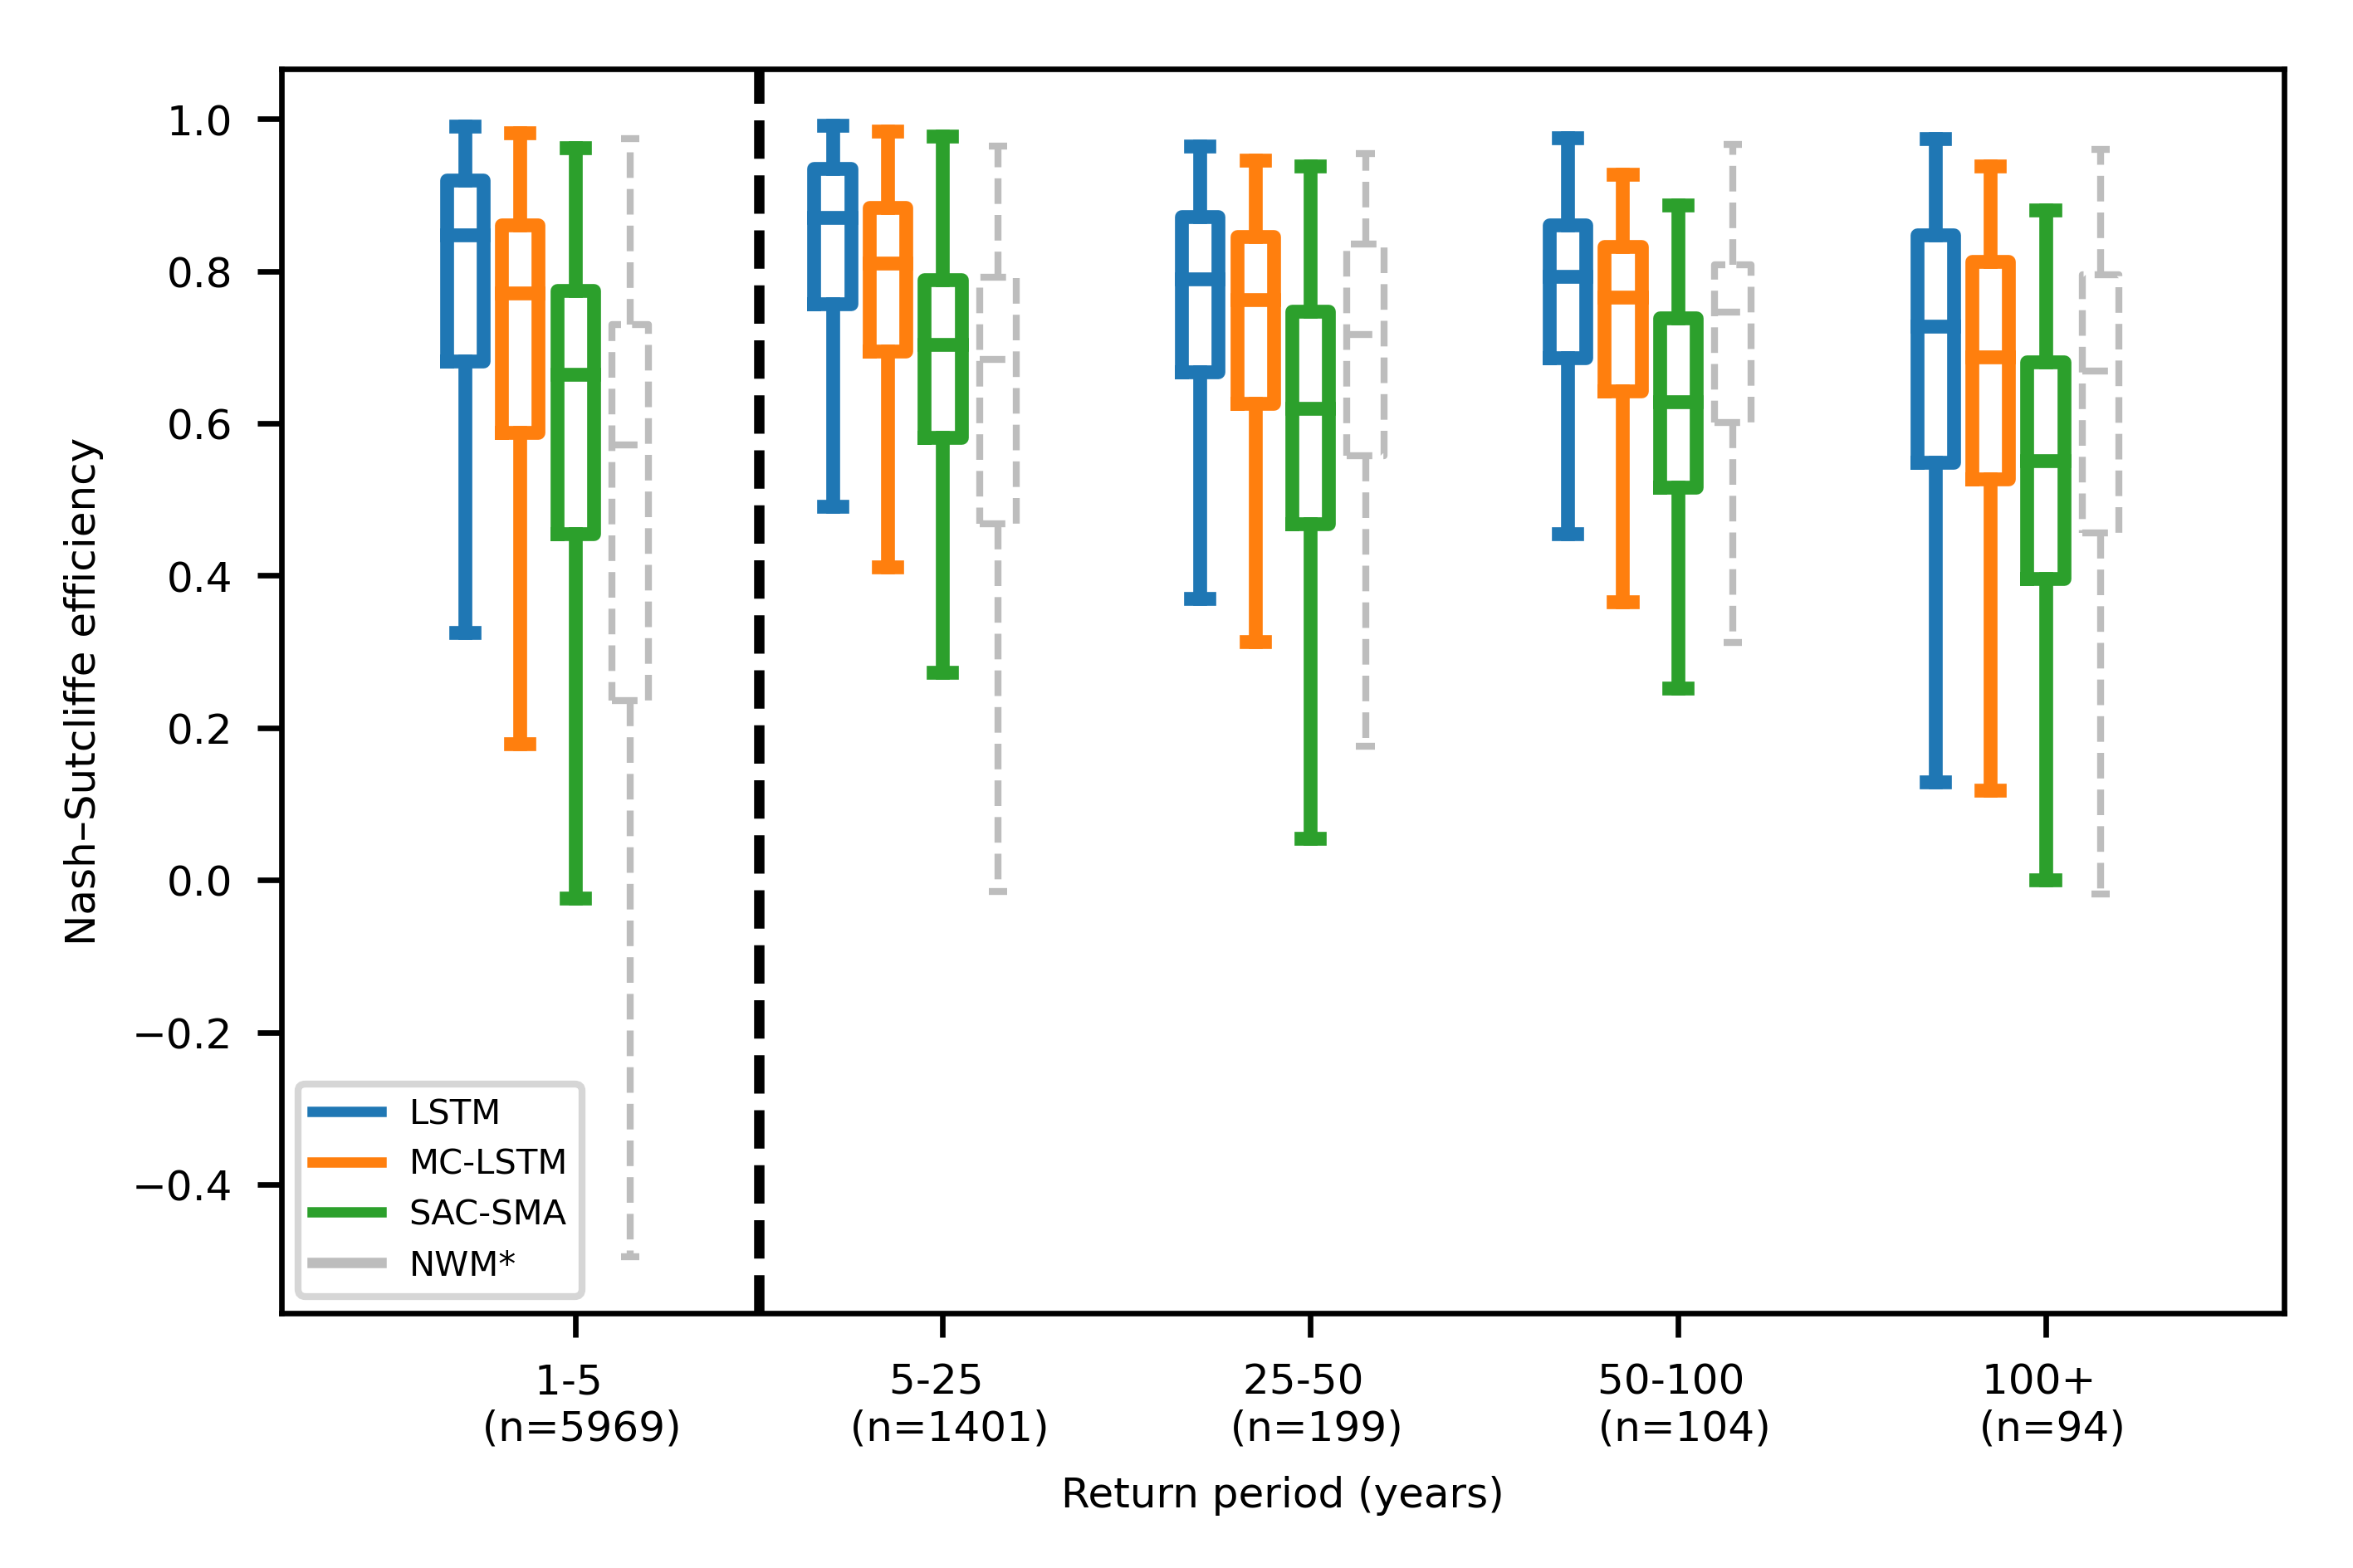 1.0
0.8
0.6
0.4
0.2
0.0
−0.2
−0.4
Nash–Sutcliffe efficiency
LSTM
MC-LSTM
SAC-SMA
NWM*
1-5
(n=5969)
5-25
(n=1401)
25-50
(n=199)
50-100
(n=104)
100+
(n=94)
Return period (years)